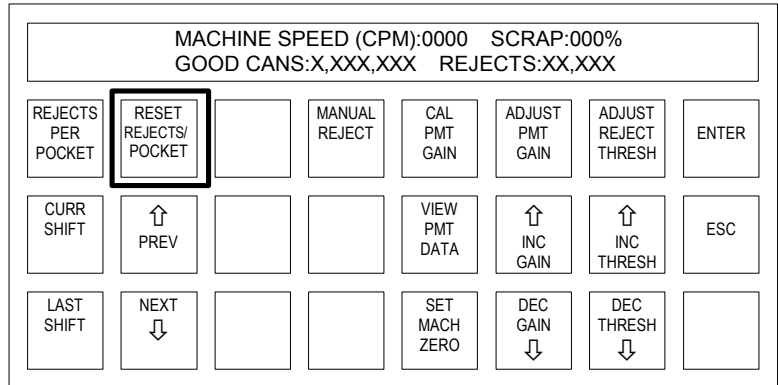 MACHINE SPEED (CPM):0000 SCRAP:000%
GOOD CANS:X,XXX,XXX REJECTS:XX,XXX
REJECTS
PER
POCKET
RESET
REJECTS/
POCKET
MANUAL
REJECT
CAL
PMT
GAIN
ADJUST
PMT
GAIN
ADJUST
REJECT
THRESH
ENTER
CURR
SHIFT
⇧
PREV
VIEW
PMT
DATA
⇧
INC
GAIN
⇧
INC
THRESH
ESC
LAST
SHIFT
NEXT
⇩
SET
MACH
ZERO
DEC
GAIN
⇩
DEC
THRESH
⇩